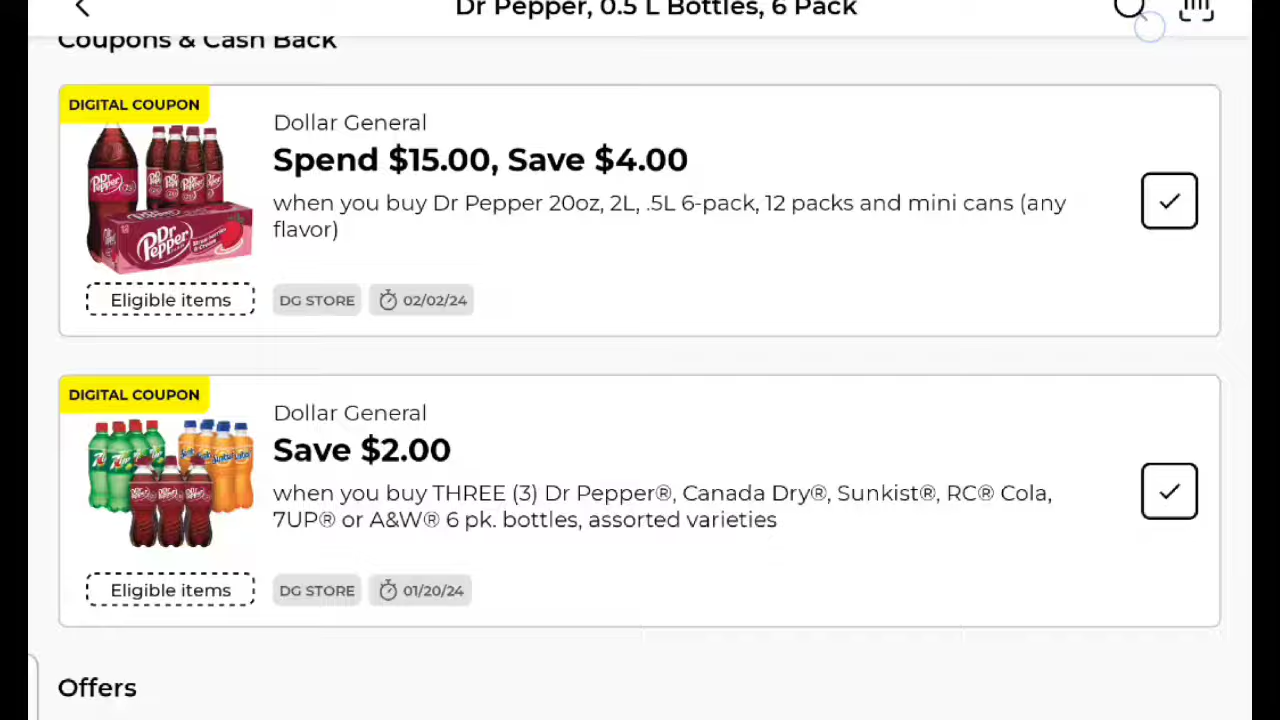 Dr Pepper, 0.5 L Bottles, 6 Pack
Coupons & Cash Back
DIGITAL COUPON
Dollar General
Spend $15.00, Save $4.00
when you buy Dr Pepper 20oz, 2L, .5L 6-pack, 12 packs and mini cans (any
flavor)
Dr Pepper
Dr Pepper
Eligible items
DG STORE
02/02/24
DIGITAL COUPON
Dollar General
Save $2.00
when you buy THREE (3) Dr Pepper®, Canada Dry®, Sunkist®, RC® Cola,
7UP® or A&W® 6 pk. bottles, assorted varieties
Eligible items
DG STORE
01/20/24
Offers